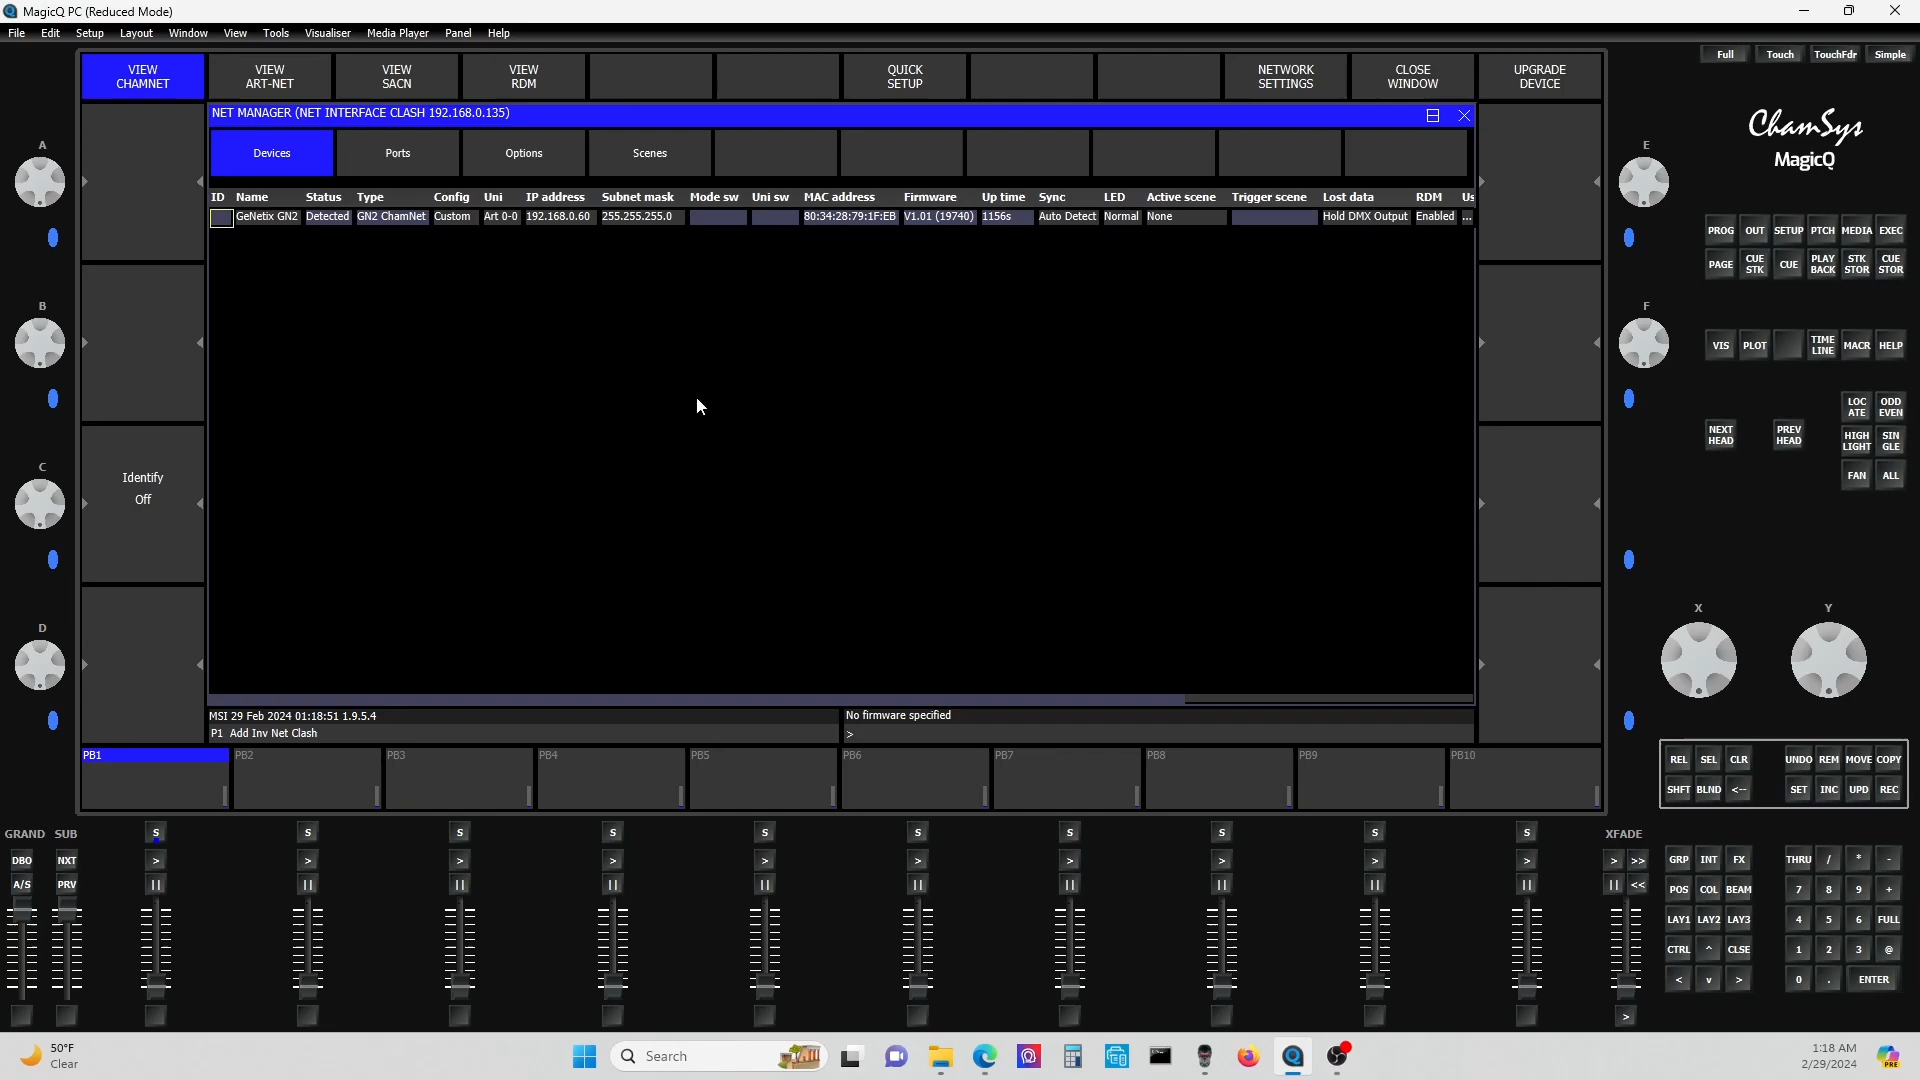 MagicQ PC (Reduced Mode)
File Edit Setup Layout Window View Tools Visualiser Media Player Panel Help
Full Touch TouchFdr Simple
VIEW CHAMNET
VIEW ART-NET
VIEW SACN
VIEW RDM
QUICK SETUP
NETWORK SETTINGS
CLOSE WINDOW
UPGRADE DEVICE
NET MANAGER (NET INTERFACE CLASH 192.168.0.135)
Devices Ports Options Scenes
ID Name Status Type Config Uni IP address Subnet mask Mode sw Uni sw MAC address Firmware Up time Sync LED Active scene Trigger scene Lost data RDM Us
GeNetix GN2 Detected GN2 ChamNet Custom Art 0-0 192.168.0.60 255.255.255.0 80:34:28:79:1F:EB V1.01 (19740) 1156s Auto Detect Normal None Hold DMX Output Enabled ...
A
B
C
D
Identify
Off
E
F
ChamSys
MagicQ
PROG OUT SETUP PTCH MEDIA EXEC
PAGE CUE STK CUE PLAY BACK STK STOR CUE STOR
VIS PLOT TIME LINE MACR HELP
LOC ATE ODD EVEN
NEXT HEAD PREV HEAD HIGH LIGHT SIN GLE
FAN ALL
X Y
MSI 29 Feb 2024 01:18:51 1.9.5.4
No firmware specified
P1 Add Inv Net Clash
>
PB1 PB2 PB3 PB4 PB5 PB6 PB7 PB8 PB9 PB10
REL SEL CLR UNDO REM MOVE COPY
SHFT BLND <-- SET INC UPD REC
GRAND SUB
S S S S S S S S S S
XFADE
DBO NXT
> > > > > > > > > > > >>
A/S PRV
<<
GRP INT FX THRU / * -
POS COL BEAM 7 8 9 +
LAY1 LAY2 LAY3 4 5 6 FULL
CTRL ^ CLSE 1 2 3 @
< v > 0 . ENTER
>
50°F
Clear
Search
PRE
1:18 AM
2/29/2024